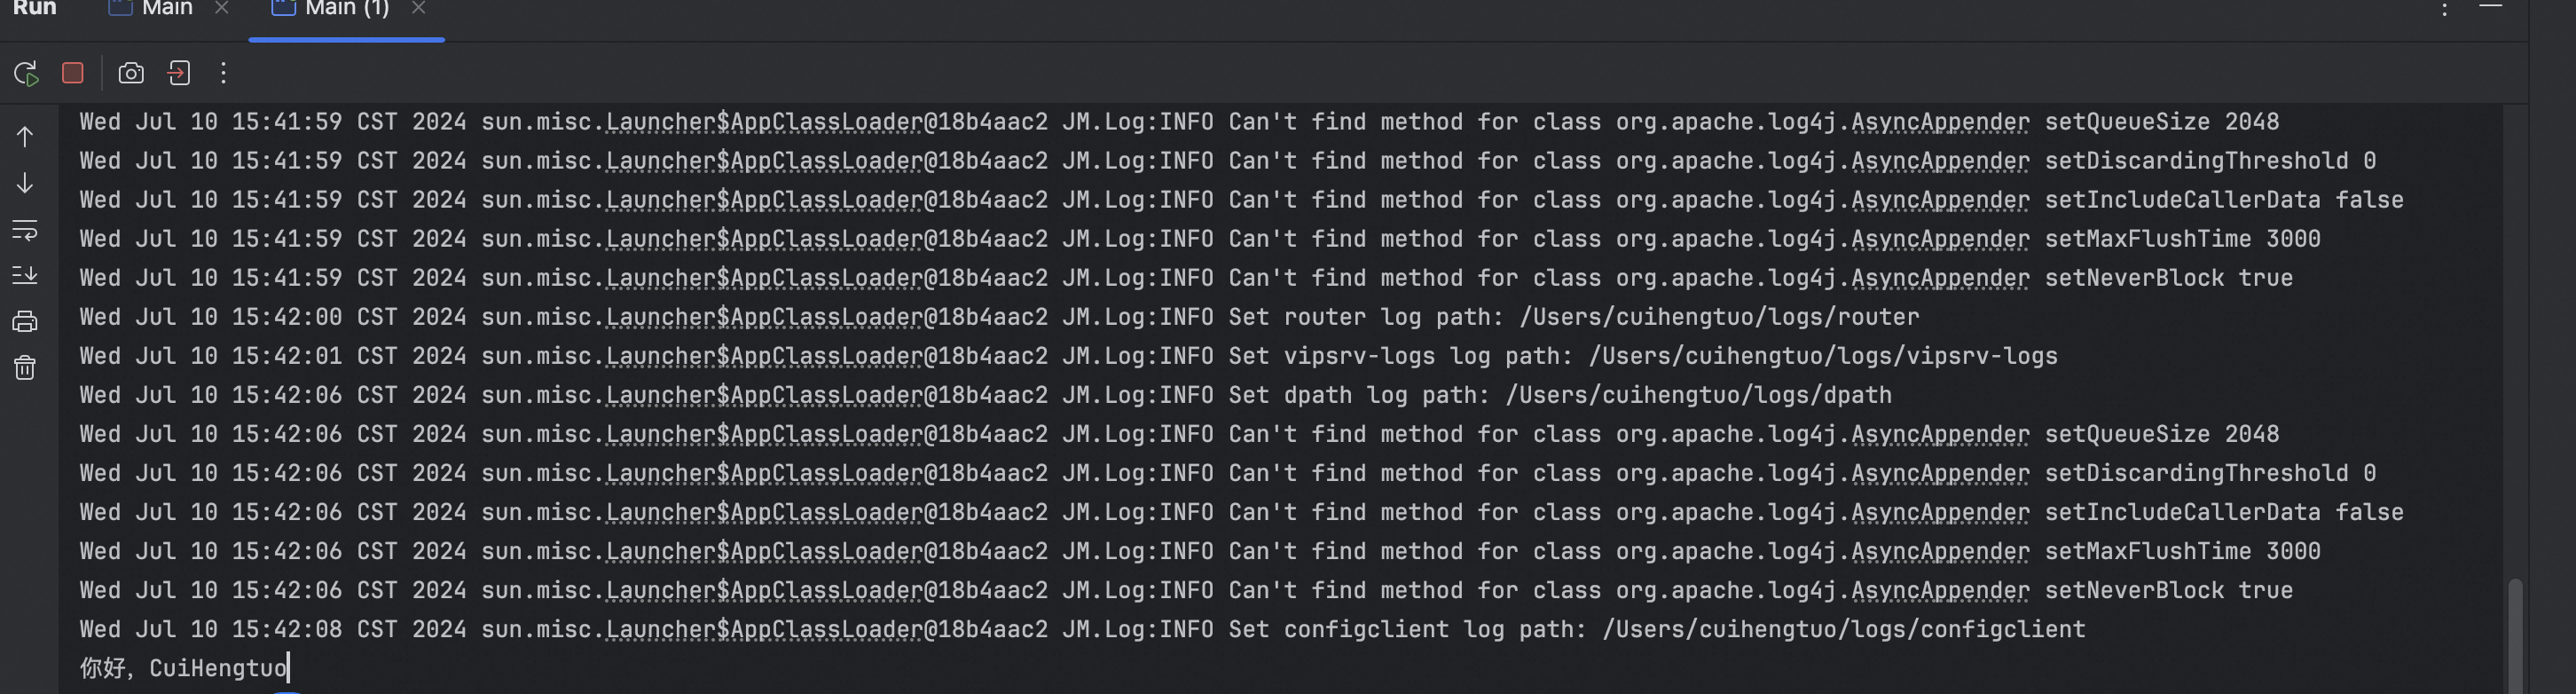 Run Main Main (1)
Wed Jul 10 15:41:59 CST 2024 sun.misc.Launcher$AppClassLoader@18b4aac2 JM.Log:INFO Can't find method for class org.apache.log4j.AsyncAppender setQueueSize 2048
Wed Jul 10 15:41:59 CST 2024 sun.misc.Launcher$AppClassLoader@18b4aac2 JM.Log:INFO Can't find method for class org.apache.log4j.AsyncAppender setDiscardingThreshold 0
Wed Jul 10 15:41:59 CST 2024 sun.misc.Launcher$AppClassLoader@18b4aac2 JM.Log:INFO Can't find method for class org.apache.log4j.AsyncAppender setIncludeCallerData false
Wed Jul 10 15:41:59 CST 2024 sun.misc.Launcher$AppClassLoader@18b4aac2 JM.Log:INFO Can't find method for class org.apache.log4j.AsyncAppender setMaxFlushTime 3000
Wed Jul 10 15:41:59 CST 2024 sun.misc.Launcher$AppClassLoader@18b4aac2 JM.Log:INFO Can't find method for class org.apache.log4j.AsyncAppender setNeverBlock true
Wed Jul 10 15:42:00 CST 2024 sun.misc.Launcher$AppClassLoader@18b4aac2 JM.Log:INFO Set router log path: /Users/cuihengtuo/logs/router
Wed Jul 10 15:42:01 CST 2024 sun.misc.Launcher$AppClassLoader@18b4aac2 JM.Log:INFO Set vipsrv-logs log path: /Users/cuihengtuo/logs/vipsrv-logs
Wed Jul 10 15:42:06 CST 2024 sun.misc.Launcher$AppClassLoader@18b4aac2 JM.Log:INFO Set dpath log path: /Users/cuihengtuo/logs/dpath
Wed Jul 10 15:42:06 CST 2024 sun.misc.Launcher$AppClassLoader@18b4aac2 JM.Log:INFO Can't find method for class org.apache.log4j.AsyncAppender setQueueSize 2048
Wed Jul 10 15:42:06 CST 2024 sun.misc.Launcher$AppClassLoader@18b4aac2 JM.Log:INFO Can't find method for class org.apache.log4j.AsyncAppender setDiscardingThreshold 0
Wed Jul 10 15:42:06 CST 2024 sun.misc.Launcher$AppClassLoader@18b4aac2 JM.Log:INFO Can't find method for class org.apache.log4j.AsyncAppender setIncludeCallerData false
Wed Jul 10 15:42:06 CST 2024 sun.misc.Launcher$AppClassLoader@18b4aac2 JM.Log:INFO Can't find method for class org.apache.log4j.AsyncAppender setMaxFlushTime 3000
Wed Jul 10 15:42:06 CST 2024 sun.misc.Launcher$AppClassLoader@18b4aac2 JM.Log:INFO Can't find method for class org.apache.log4j.AsyncAppender setNeverBlock true
Wed Jul 10 15:42:08 CST 2024 sun.misc.Launcher$AppClassLoader@18b4aac2 JM.Log:INFO Set configclient log path: /Users/cuihengtuo/logs/configclient
你好，CuiHengtuo